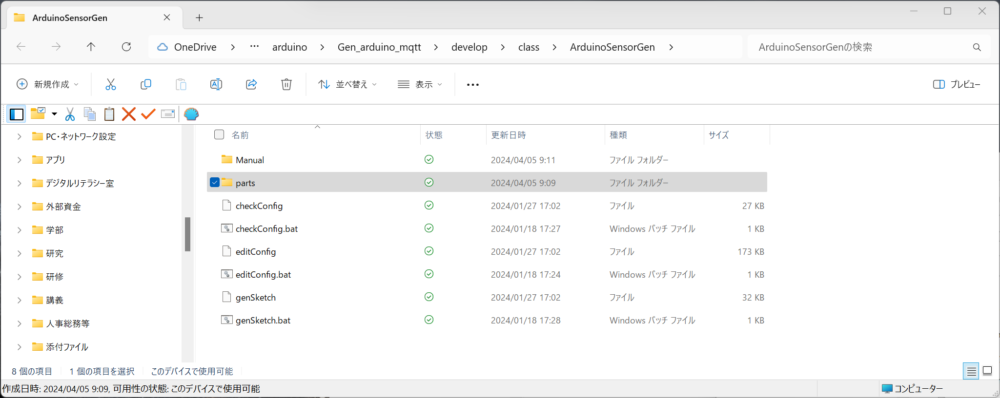 ArduinoSensorGen
OneDrive > … arduino > Gen_arduino_mqtt > develop > class > ArduinoSensorGen >
ArduinoSensorGenの検索
新規作成
並べ替え
表示
プレビュー
PC・ネットワーク設定
アプリ
デジタルリテラシー室
外部資金
学部
研究
研修
講義
人事総務等
添付ファイル
名前 状態 更新日時 種類 サイズ
Manual 2024/04/05 9:11 ファイル フォルダー
parts 2024/04/05 9:09 ファイル フォルダー
checkConfig 2024/01/27 17:02 ファイル 27 KB
checkConfig.bat 2024/01/18 17:27 Windows バッチ ファイル 1 KB
editConfig 2024/01/27 17:02 ファイル 173 KB
editConfig.bat 2024/01/18 17:24 Windows バッチ ファイル 1 KB
genSketch 2024/01/27 17:02 ファイル 32 KB
genSketch.bat 2024/01/18 17:28 Windows バッチ ファイル 1 KB
8 個の項目 1 個の項目を選択 このデバイスで使用可能
作成日時: 2024/04/05 9:09, 可用性の状態: このデバイスで使用可能
コンピューター